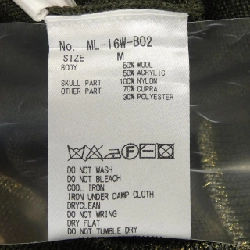 No. ML 16W-B02
SIZE M
BODY 50% WOOL
50% ACRYLIC
SKULL PART 100% NYLON
OTHER PART 70% CUPRA
30% POLYESTER
DO NOT WASH
DO NOT BLEACH
COOL IRON
IRON UNDER CAMP CLOTH
DRYCLEAN
DO NOT WRING
DRY FLAT
DO NOT TUMBLE DRY